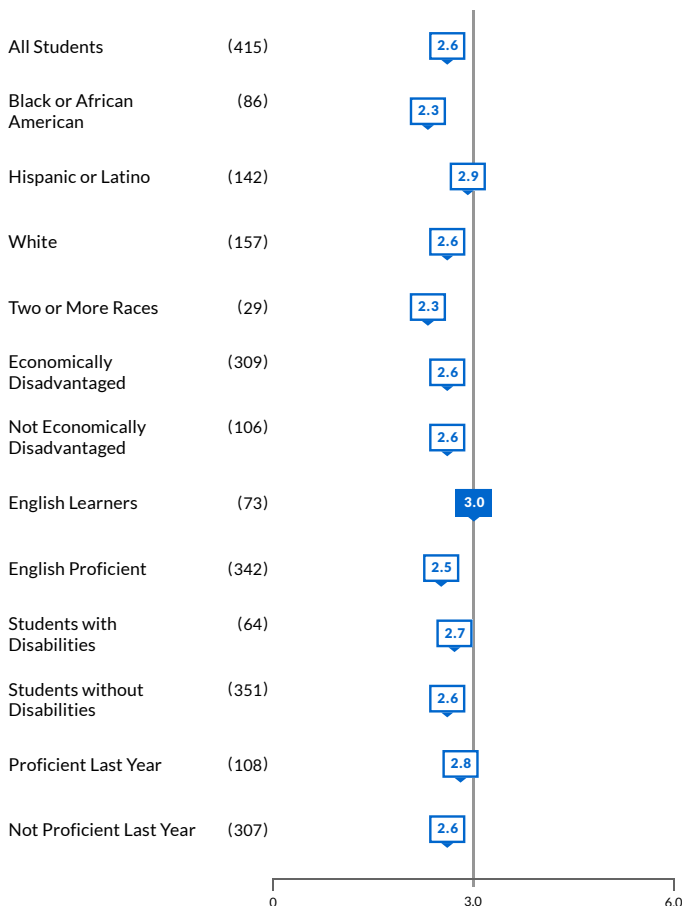 All Students (415) 2.6
Black or African (86)
American
2.3
Hispanic or Latino (142) 2.9
White (157) 2.6
Two or More Races (29) 2.3
Economically (309)
Disadvantaged
2.6
Not Economically (106)
Disadvantaged
2.6
English Learners (73) 3.0
English Proficient (342) 2.5
Students with (64)
Disabilities
2.7
Students without (351)
Disabilities
2.6
Proficient Last Year (108) 2.8
Not Proficient Last Year (307) 2.6
0 3.0 6.0